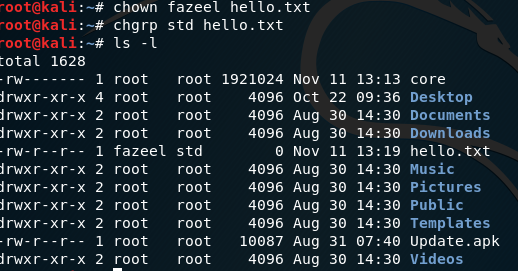 root@kali:~# chown fazeel hello.txt
root@kali:~# chgrp std hello.txt
root@kali:~# ls -l
total 1628
-rw------- 1 root   root 1921024 Nov 11 13:13 core
drwxr-xr-x 4 root   root    4096 Oct 22 09:36 Desktop
drwxr-xr-x 2 root   root    4096 Aug 30 14:30 Documents
drwxr-xr-x 2 root   root    4096 Aug 30 14:30 Downloads
-rw-r--r-- 1 fazeel std        0 Nov 11 13:19 hello.txt
drwxr-xr-x 2 root   root    4096 Aug 30 14:30 Music
drwxr-xr-x 2 root   root    4096 Aug 30 14:30 Pictures
drwxr-xr-x 2 root   root    4096 Aug 30 14:30 Public
drwxr-xr-x 2 root   root    4096 Aug 30 14:30 Templates
-rw-r--r-- 1 root   root   10087 Aug 31 07:40 Update.apk
drwxr-xr-x 2 root   root    4096 Aug 30 14:30 Videos